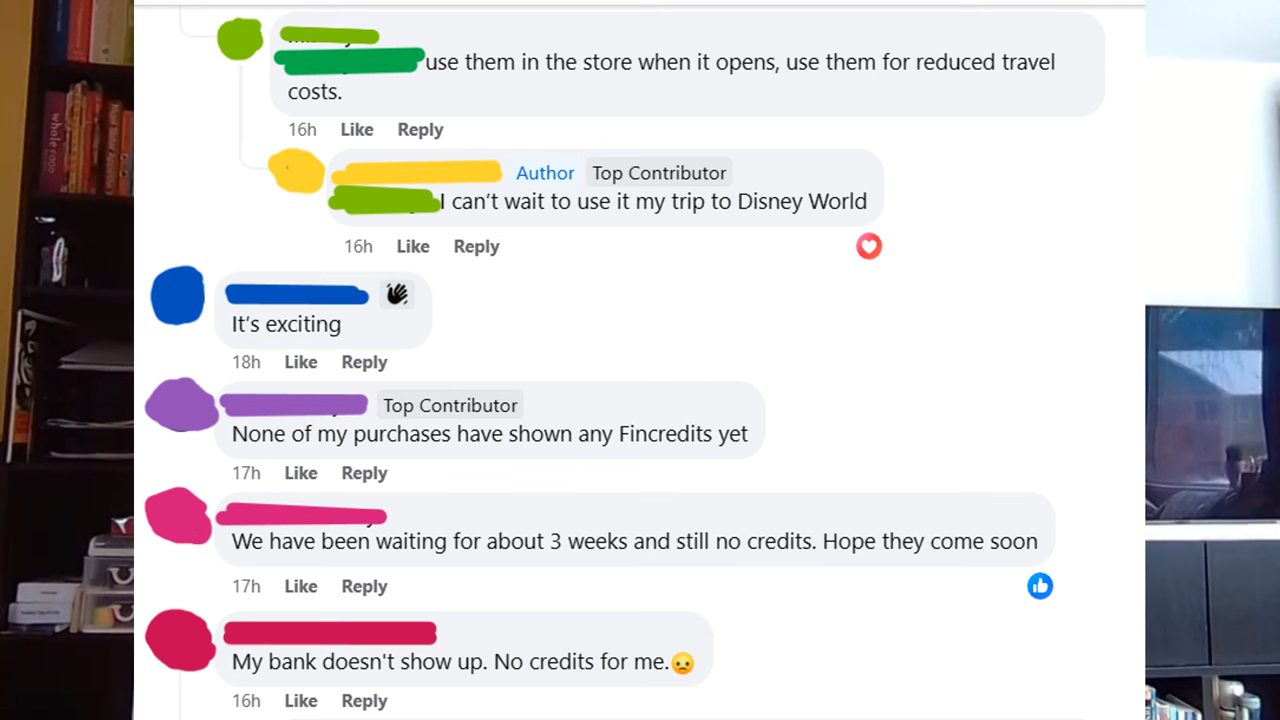 use them in the store when it opens, use them for reduced travel
costs.
16h Like Reply
Author Top Contributor
I can't wait to use it my trip to Disney World
16h Like Reply
It's exciting
18h Like Reply
Top Contributor
None of my purchases have shown any Fincredits yet
17h Like Reply
We have been waiting for about 3 weeks and still no credits. Hope they come soon
17h Like Reply
My bank doesn't show up. No credits for me.😞
16h Like Reply
whole FOOD